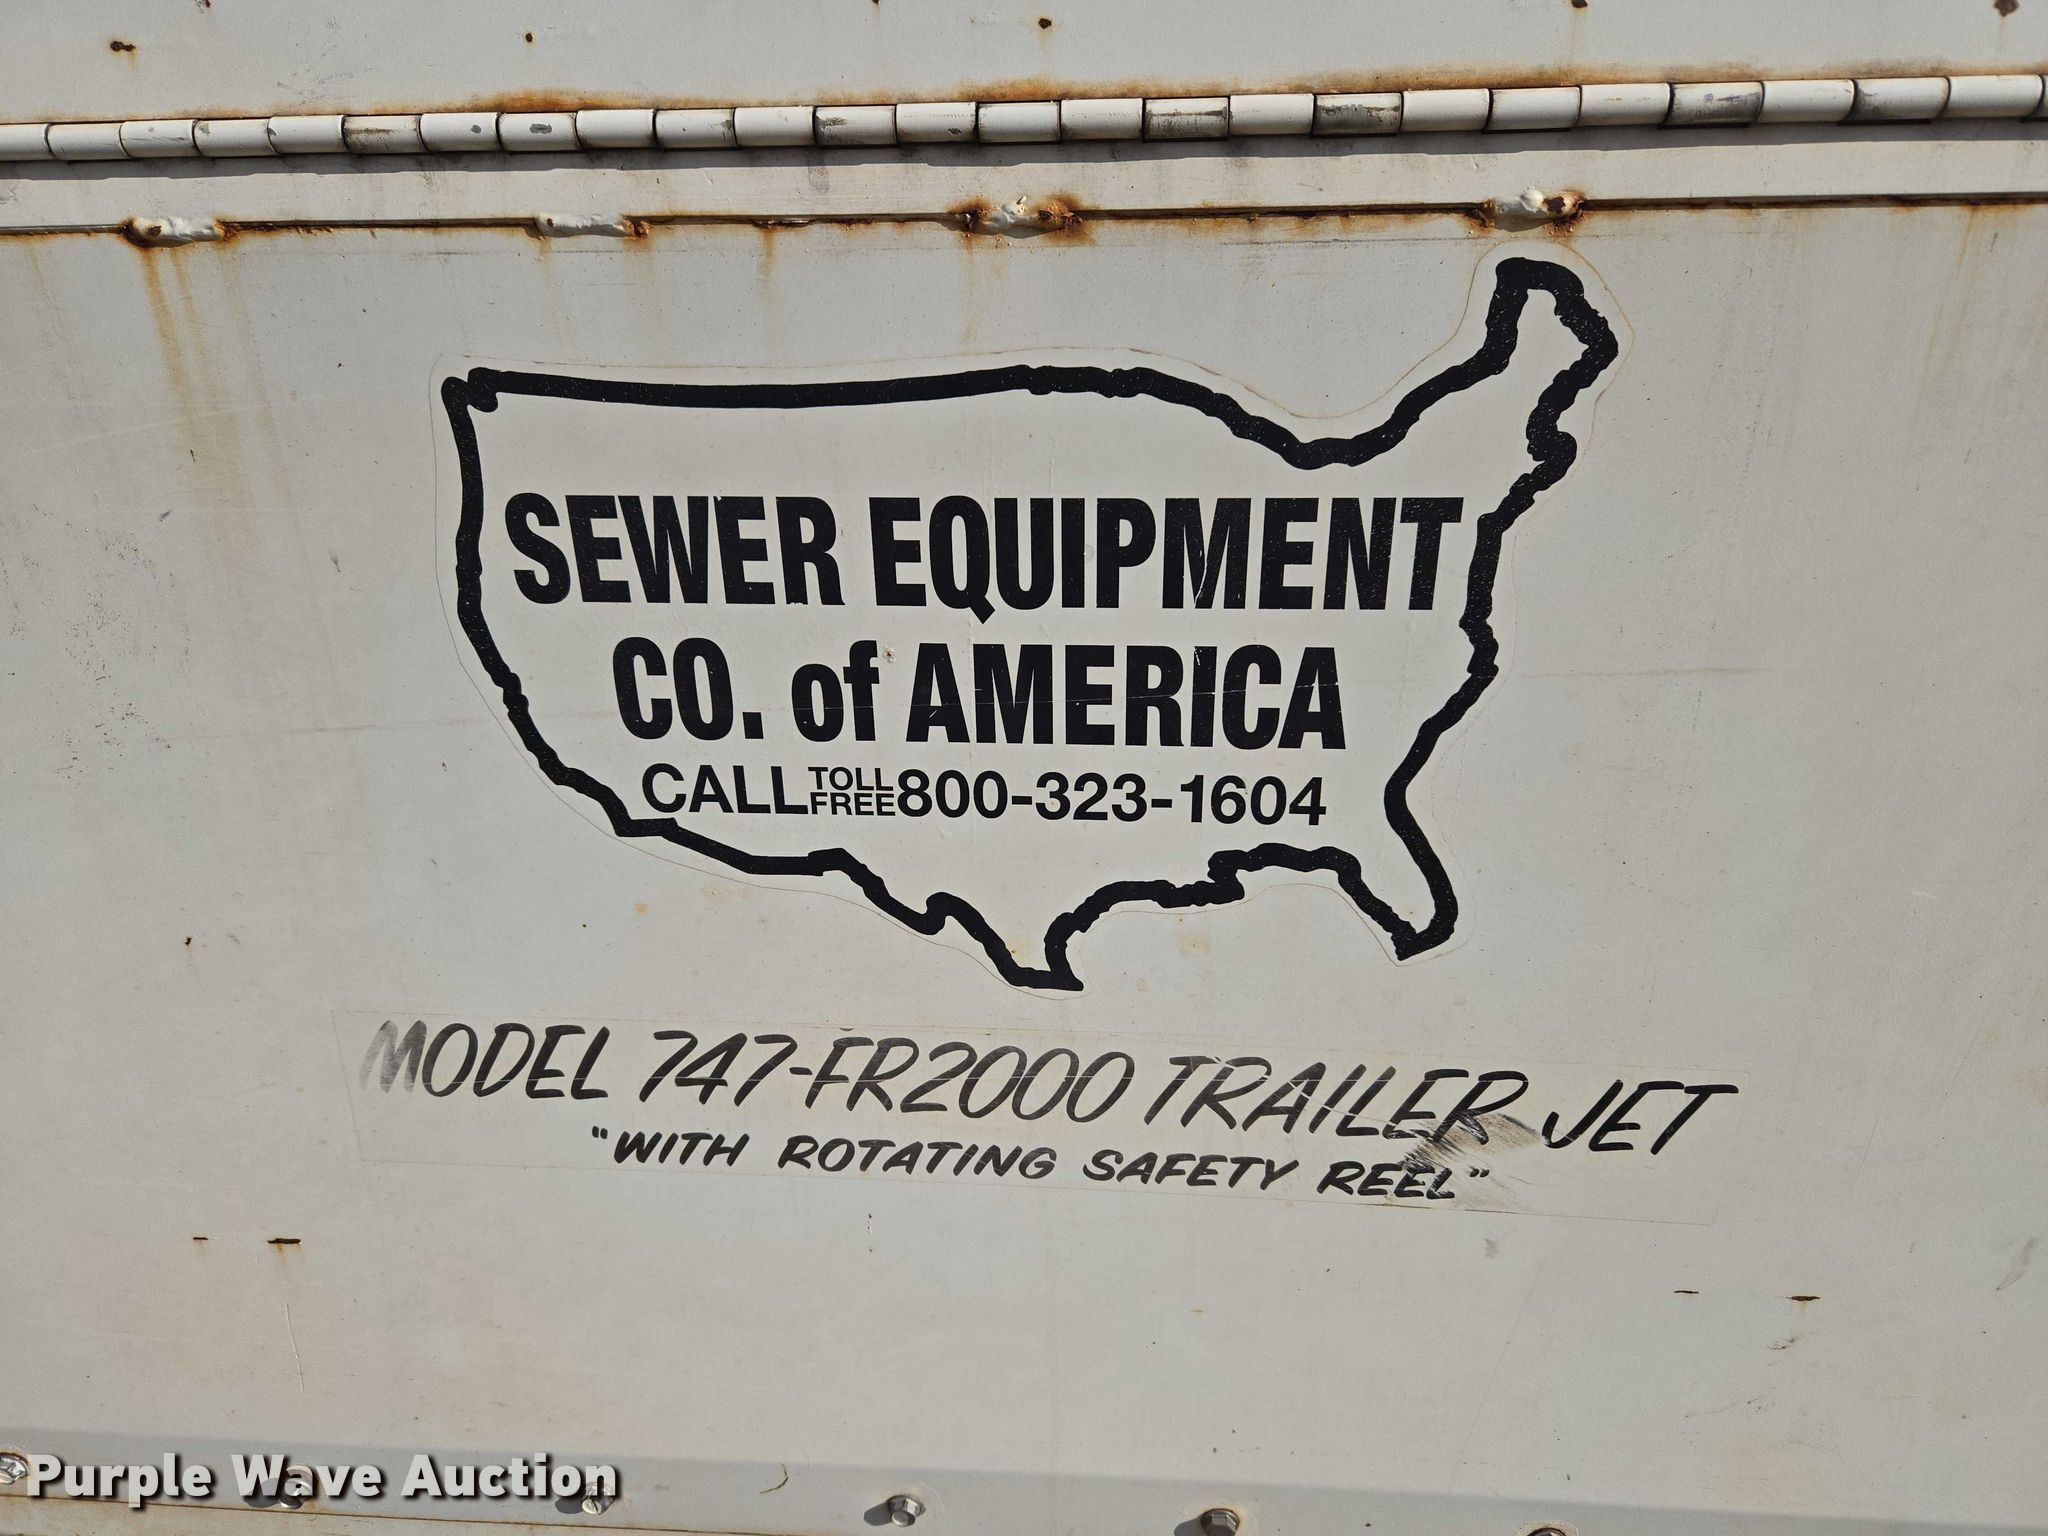 SEWER EQUIPMENT
CO. of AMERICA
CALL TOLL FREE 800-323-1604
MODEL 747-FR2000 TRAILER JET
"WITH ROTATING SAFETY REEL"
Purple Wave Auction